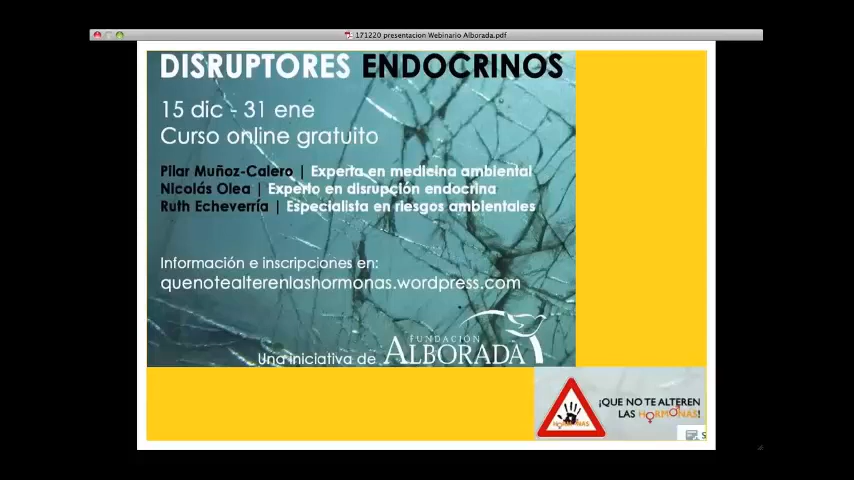 171220 presentacion Webinario Alborada.pdf
DISRUPTORES ENDOCRINOS
15 dic - 31 ene
Curso online gratuito
Pilar Muñoz-Calero | Experta en medicina ambiental
Nicolás Olea | Experto en disrupción endocrina
Ruth Echeverría | Especialista en riesgos ambientales
Información e inscripciones en:
quenotealterenlashormonas.wordpress.com
Una iniciativa de
FUNDACIÓN
ALBORADA
¡QUE NO TE ALTEREN
LAS HORMONAS!
HORMONAS
S